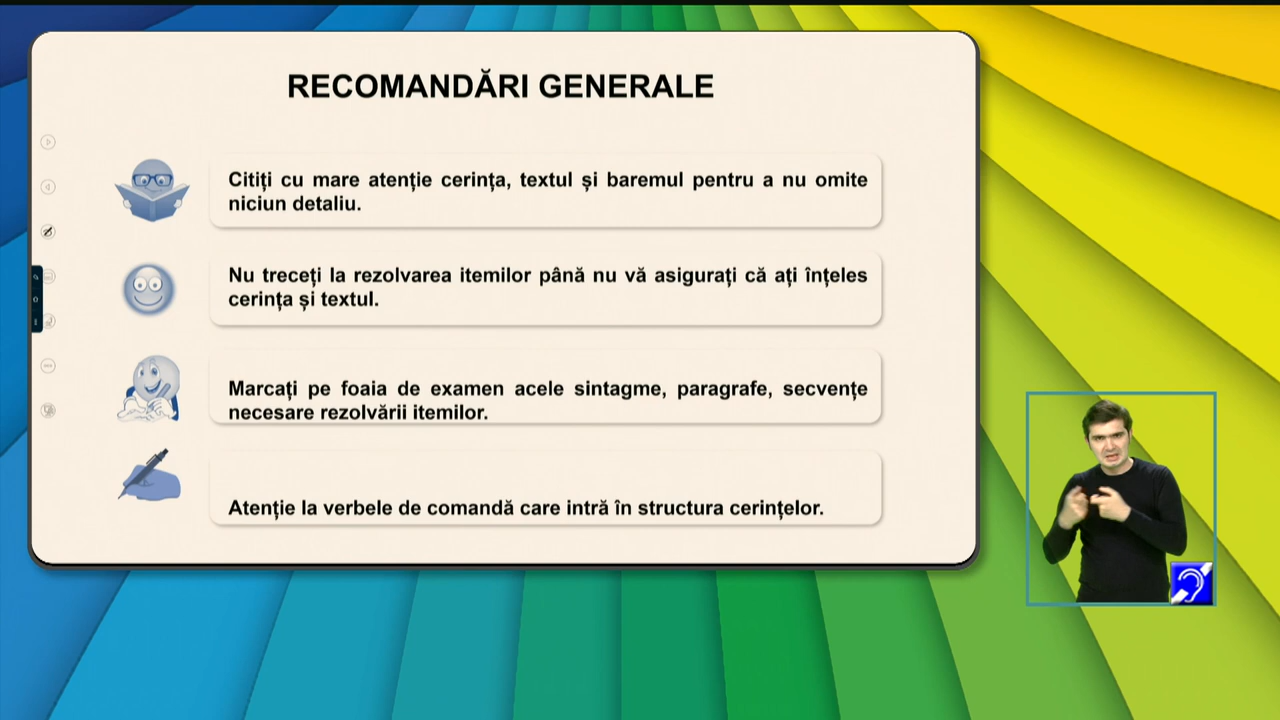 RECOMANDĂRI GENERALE
Citiți cu mare atenție cerința, textul și baremul pentru a nu omite
niciun detaliu.
Nu treceți la rezolvarea itemilor până nu vă asigurați că ați înțeles
cerința și textul.
Marcați pe foaia de examen acele sintagme, paragrafe, secvențe
necesare rezolvării itemilor.
Atenție la verbele de comandă care intră în structura cerințelor.